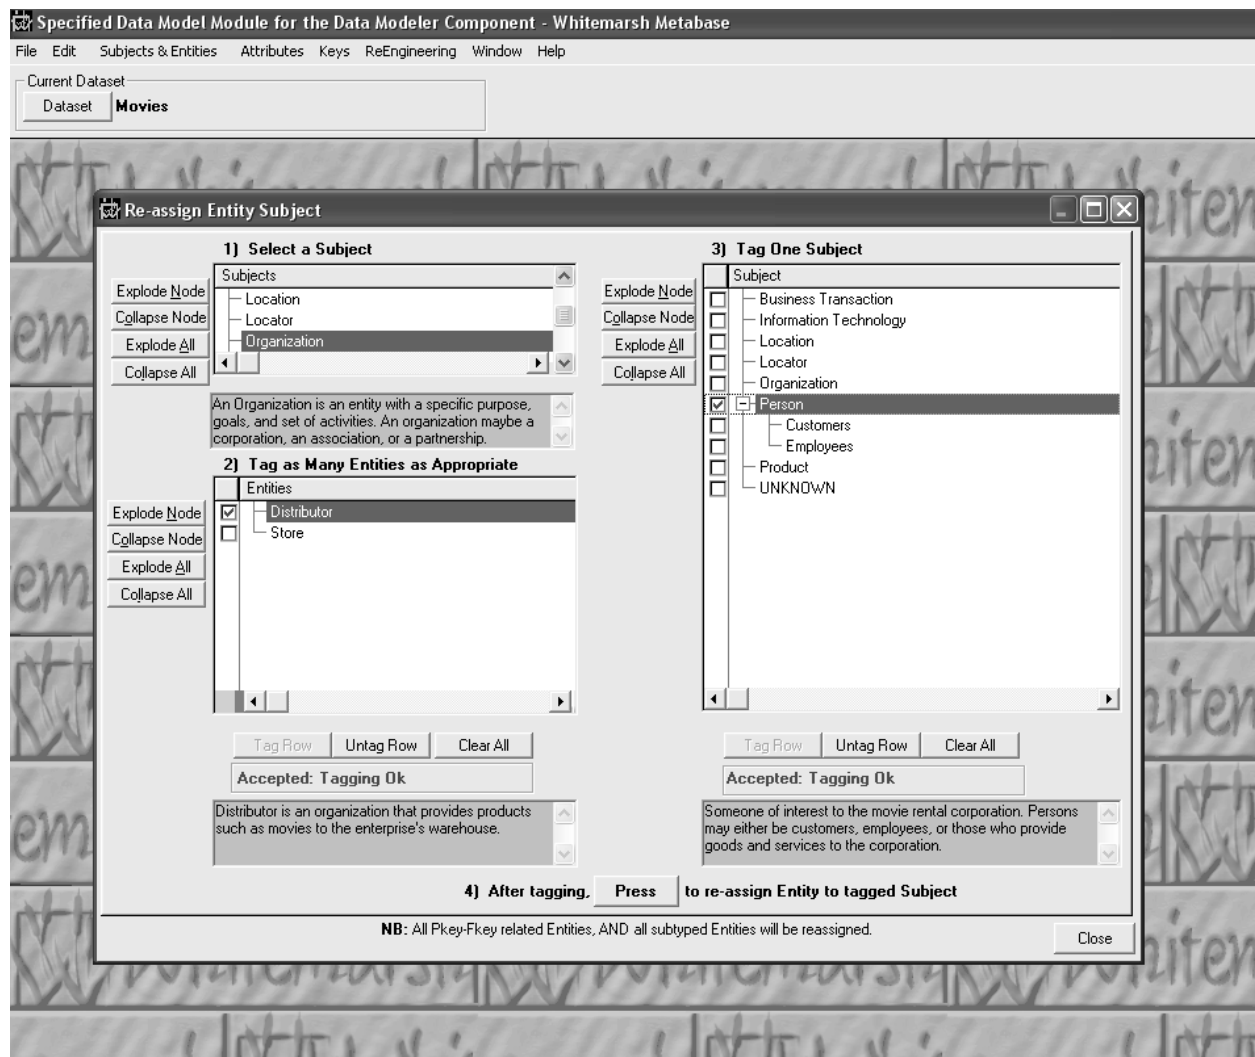 Specified Data Model Module for the Data Modeler Component - Whitemarsh Metabase
File Edit Subjects & Entities Attributes Keys ReEngineering Window Help
Current Dataset
Dataset Movies
Re-assign Entity Subject
1) Select a Subject
Subjects
Explode Node
Collapse Node
Explode All
Collapse All
Location
Locator
Organization
An Organization is an entity with a specific purpose,
goals, and set of activities. An organization maybe a
corporation, an association, or a partnership.
2) Tag as Many Entities as Appropriate
Entities
Explode Node
Collapse Node
Explode All
Collapse All
Distributor
Store
Tag Row Untag Row Clear All
Accepted: Tagging Ok
Distributor is an organization that provides products
such as movies to the enterprise's warehouse.
3) Tag One Subject
Subject
Explode Node
Collapse Node
Explode All
Collapse All
Business Transaction
Information Technology
Location
Locator
Organization
Person
Customers
Employees
Product
UNKNOWN
Tag Row Untag Row Clear All
Accepted: Tagging Ok
Someone of interest to the movie rental corporation. Persons
may either be customers, employees, or those who provide
goods and services to the corporation.
4) After tagging, Press to re-assign Entity to tagged Subject
NB: All Pkey-Fkey related Entities, AND all subtyped Entities will be reassigned.
Close